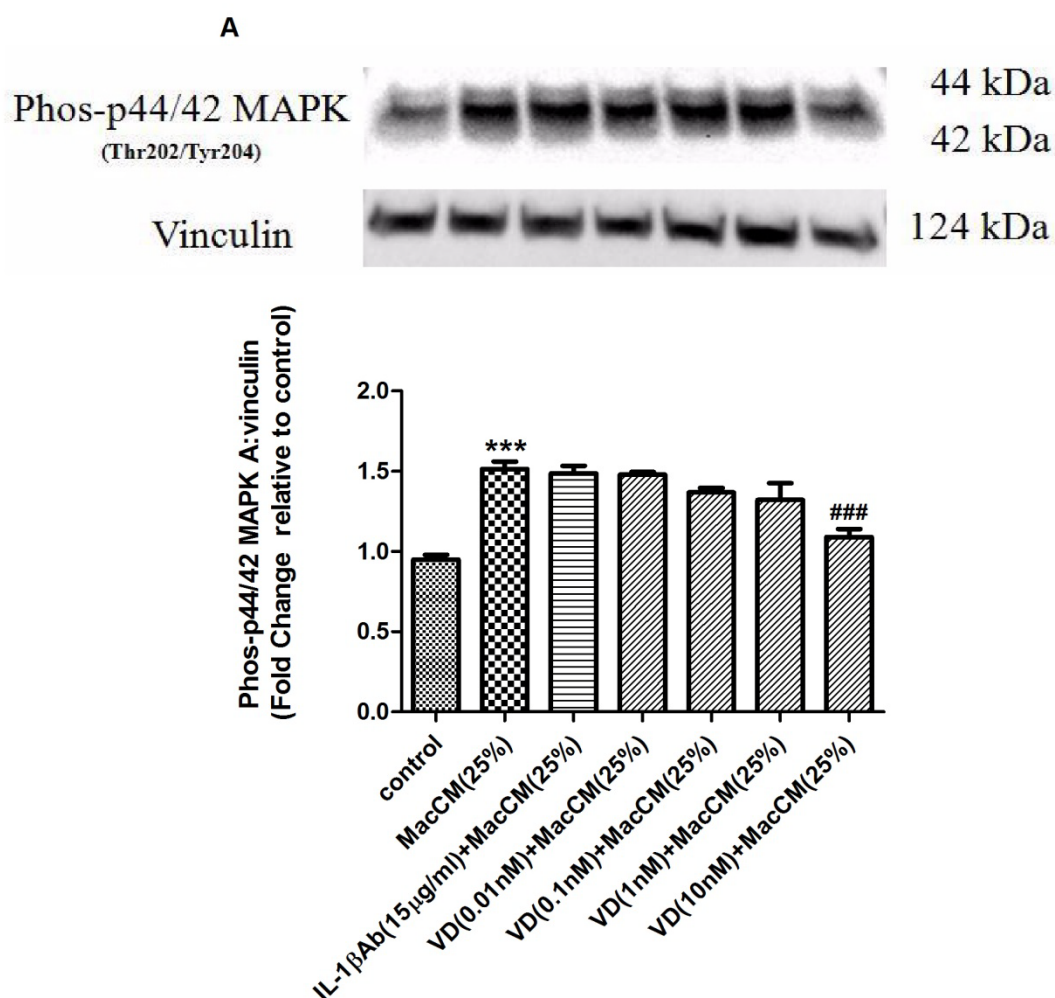 A
Phos-p44/42 MAPK
(Thr202/Tyr204)
44 kDa
42 kDa
Vinculin
124 kDa
Phos-p44/42 MAPK A:vinculin
(Fold Change relative to control)
2.0
1.5
1.0
0.5
0.0
***
###
control
MacCM(25%)
IL-1βAb(15μg/ml)+MacCM(25%)
VD(0.01nM)+MacCM(25%)
VD(0.1nM)+MacCM(25%)
VD(1nM)+MacCM(25%)
VD(10nM)+MacCM(25%)